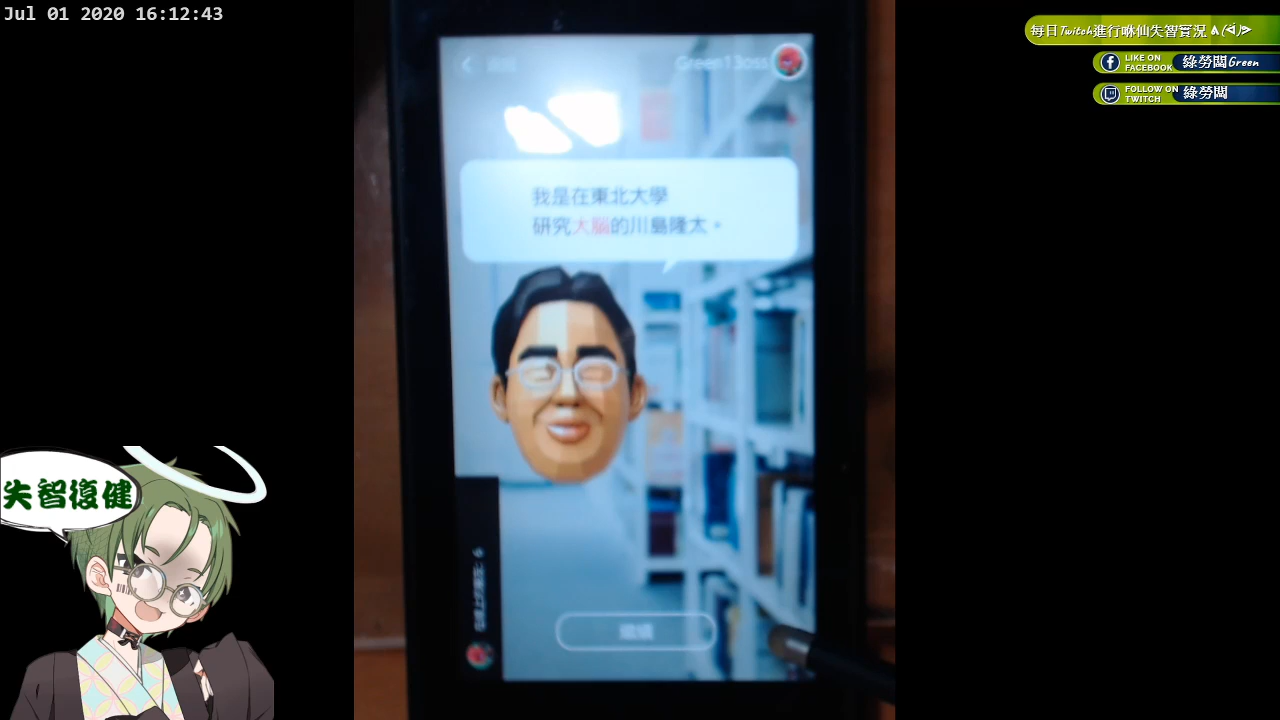 Jul 01 2020 16:12:43
每日Twitch進行咻仙失智實況
LIKE ON
FACEBOOK
綠勞闆Green
FOLLOW ON
TWITCH
綠勞闆
Green13oss
我是在東北大學
研究大腦的川島隆太。
繼續
失智復健